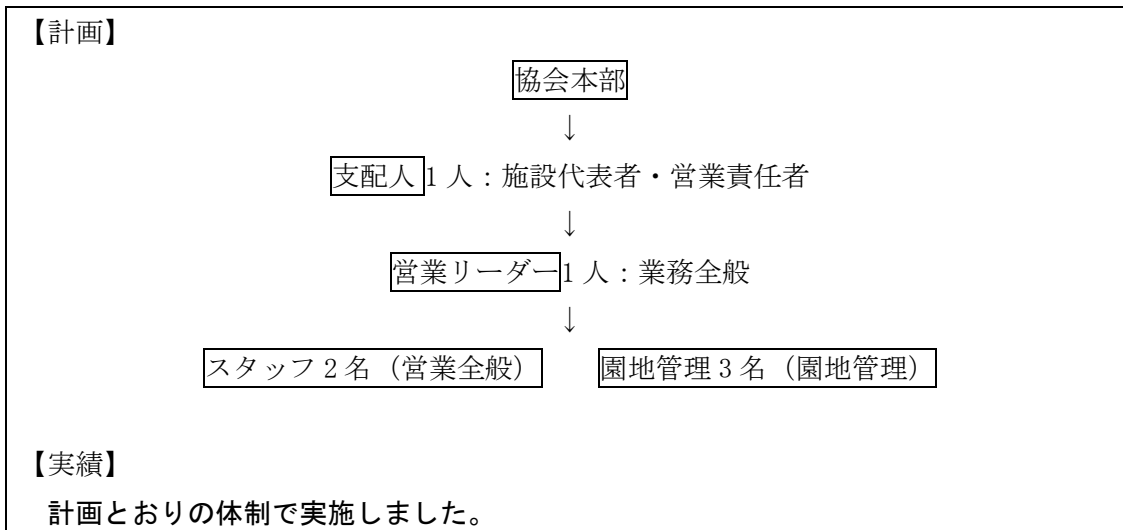 【計画】
協会本部
↓
支配人 1 人：施設代表者・営業責任者
↓
営業リーダー1 人：業務全般
↓
スタッフ 2 名（営業全般） 園地管理 3 名（園地管理）
【実績】
計画とおりの体制で実施しました。